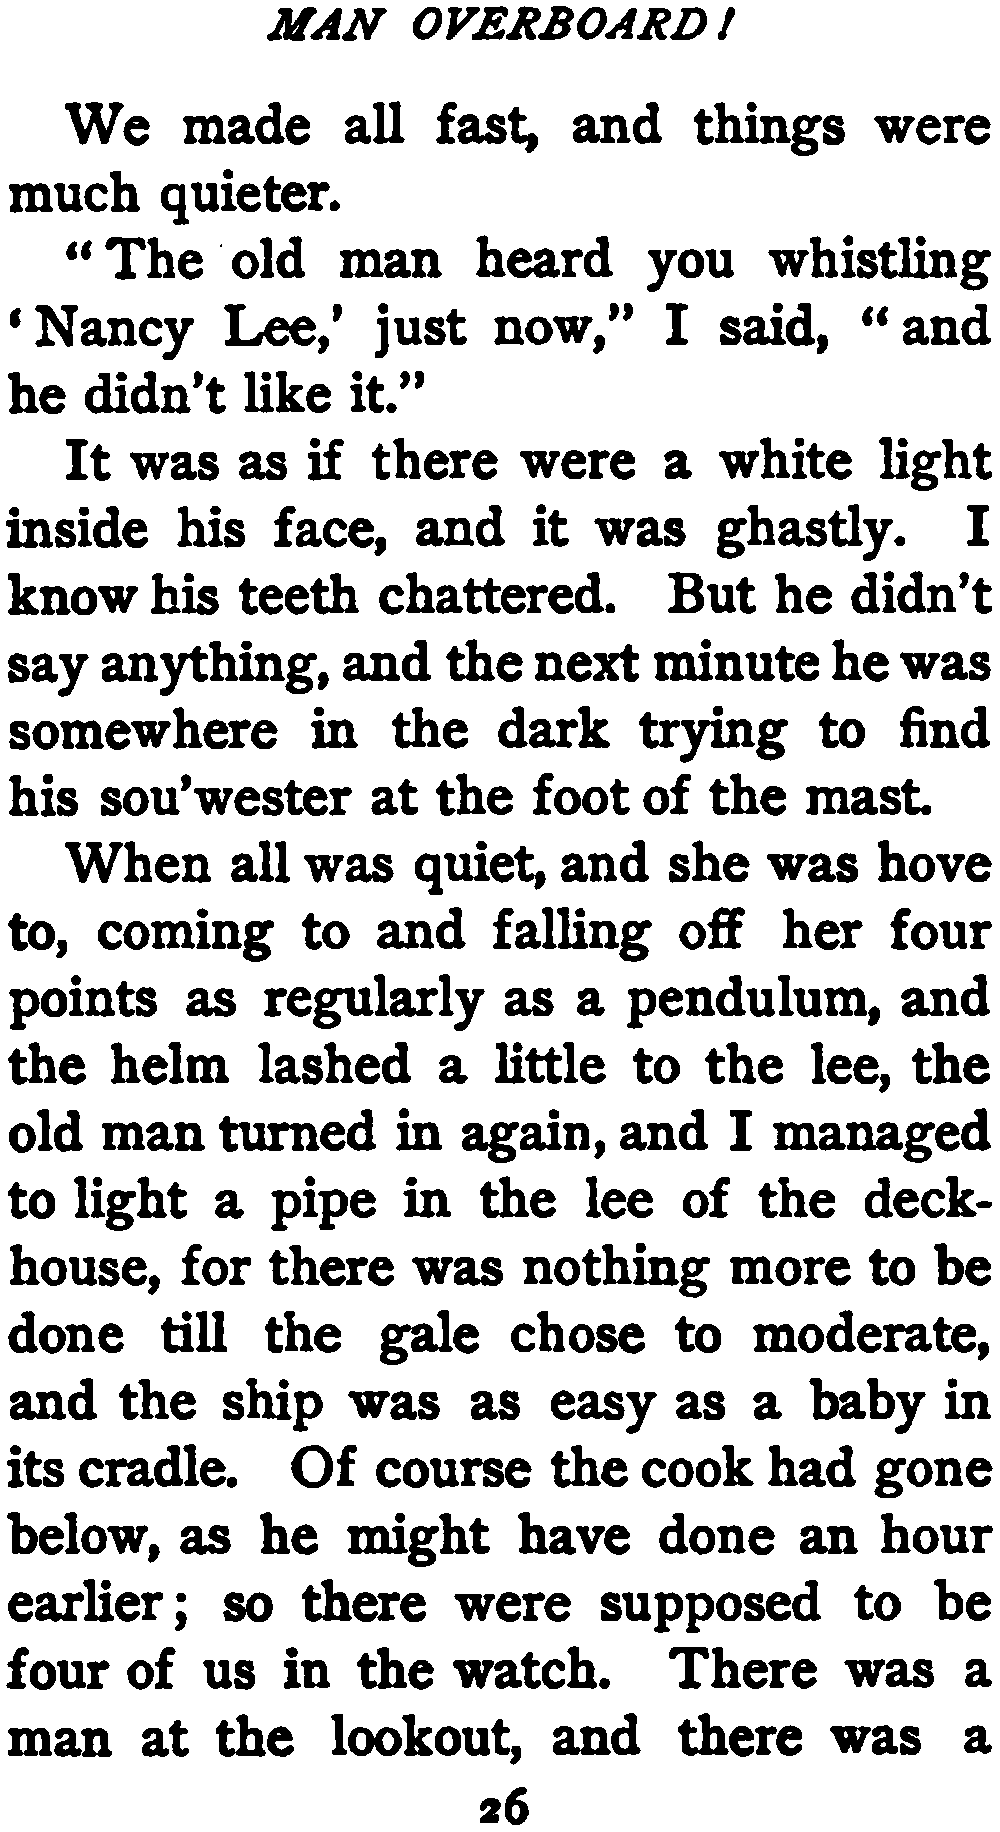 MAN OVERBOARD!
We made all fast, and things were
much quieter.
“The old man heard you whistling
‘Nancy Lee,’ just now,” I said, “and
he didn’t like it.”
It was as if there were a white light
inside his face, and it was ghastly. I
know his teeth chattered. But he didn’t
say anything, and the next minute he was
somewhere in the dark trying to find
his sou’wester at the foot of the mast.
When all was quiet, and she was hove
to, coming to and falling off her four
points as regularly as a pendulum, and
the helm lashed a little to the lee, the
old man turned in again, and I managed
to light a pipe in the lee of the deck-
house, for there was nothing more to be
done till the gale chose to moderate,
and the ship was as easy as a baby in
its cradle. Of course the cook had gone
below, as he might have done an hour
earlier; so there were supposed to be
four of us in the watch. There was a
man at the lookout, and there was a
26